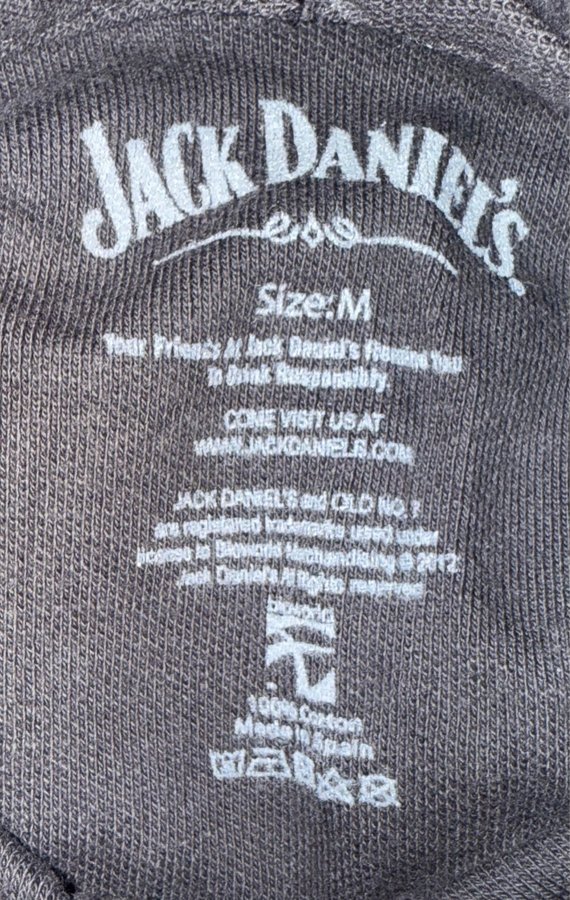 JACK DANIEL'S
Size: M
Your Friends At Jack Daniel's Remind You
To Drink Responsibly.
COME VISIT US AT
WWW.JACKDANIELS.COM
JACK DANIEL'S and OLD NO. 7
are registered trademarks used under
license to Bioworld Merchandising © 2012
Jack Daniel's All Rights reserved
bioworld
100% Cotton
Made in Spain